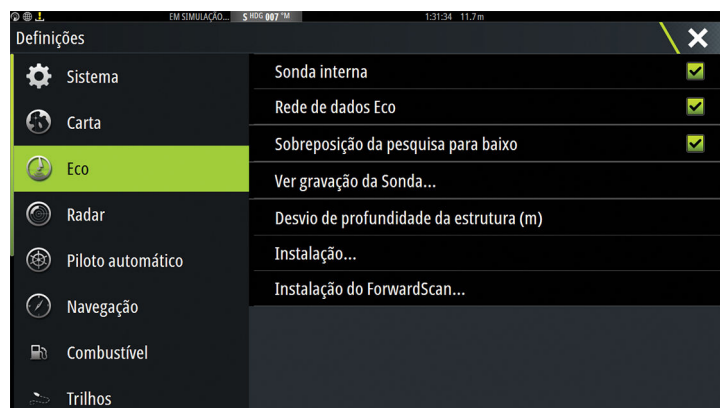 EM SIMULAÇÃO... S HDG 007 °M 1:31:34 11.7 m
Definições
Sistema
Carta
Eco
Radar
Piloto automático
Navegação
Combustível
Trilhos
Sonda interna
Rede de dados Eco
Sobreposição da pesquisa para baixo
Ver gravação da Sonda...
Desvio de profundidade da estrutura (m)
Instalação...
Instalação do ForwardScan...